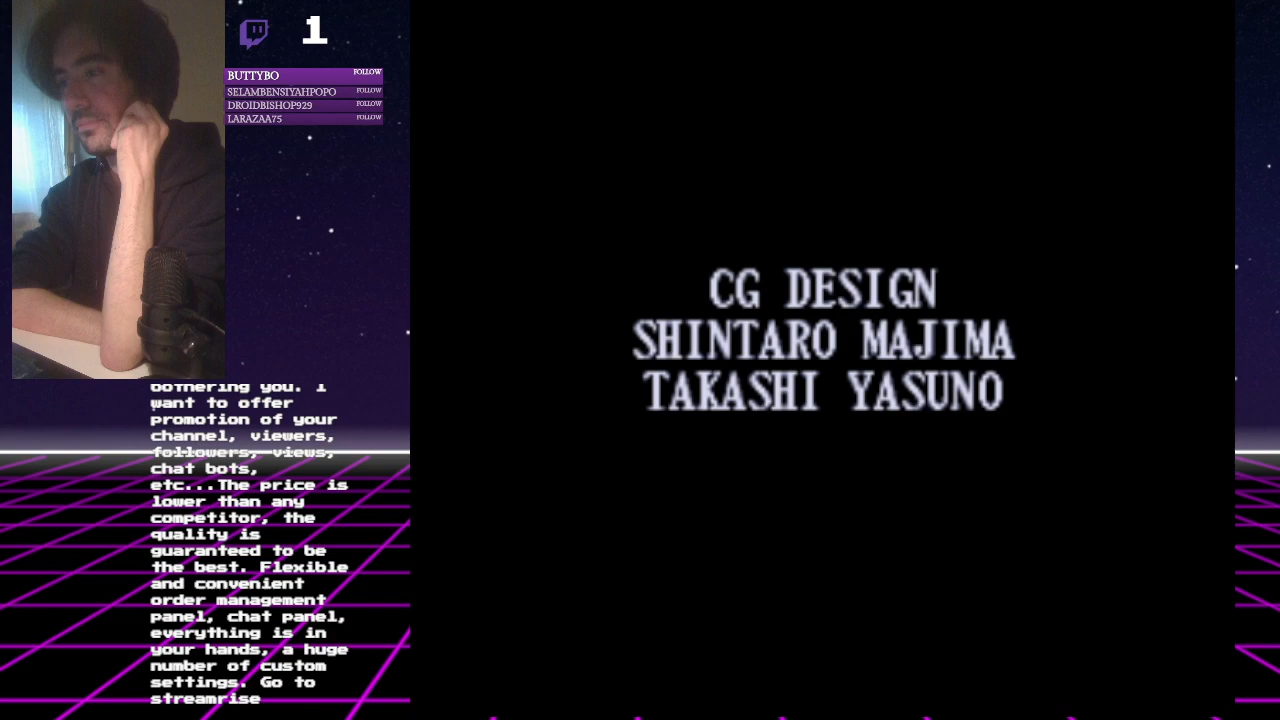 1
BUTTYBO FOLLOW
SELAMBENSIYAHPOPO FOLLOW
DROIDBISHOP929 FOLLOW
LARAZAA75 FOLLOW
CG DESIGN
SHINTARO MAJIMA
TAKASHI YASUNO
bothering you. I
want to offer
promotion of your
channel, viewers,
followers, views,
chat bots,
etc...The price is
lower than any
competitor, the
quality is
guaranteed to be
the best. Flexible
and convenient
order management
panel, chat panel,
everything is in
your hands, a huge
number of custom
settings. Go to
streamrise